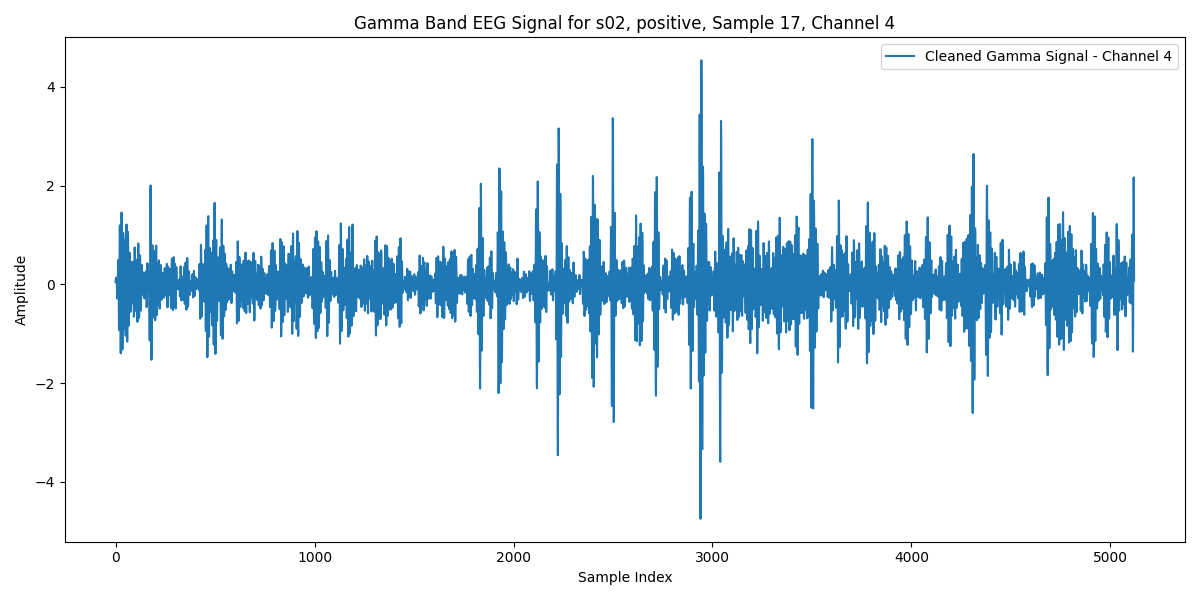 Gamma Band EEG Signal for s02, positive, Sample 17, Channel 4
Cleaned Gamma Signal - Channel 4
Amplitude
4
2
0
−2
−4
0 1000 2000 3000 4000 5000
Sample Index